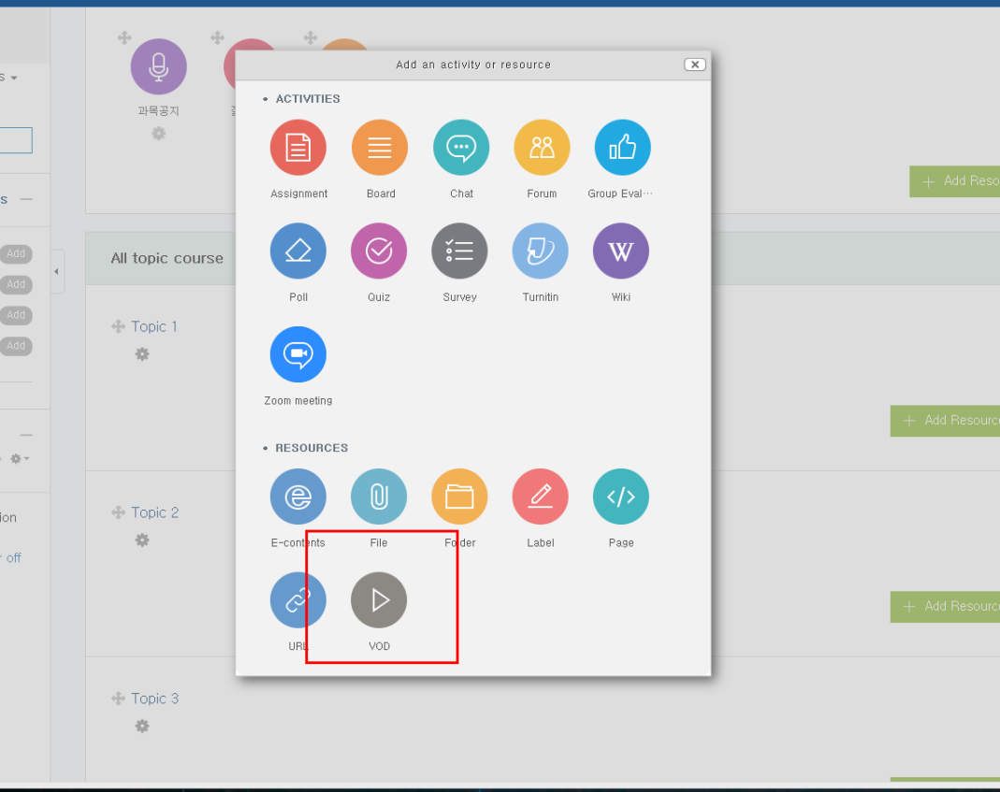 과목공지
Add an activity or resource
ACTIVITIES
Assignment Board Chat Forum Group Eval…
Poll Quiz Survey Turnitin Wiki
Zoom meeting
RESOURCES
E-contents File Folder Label Page
URL VOD
+ Add Reso
Add
Add
Add
Add
All topic course
Topic 1
+ Add Resourc
Topic 2
off
+ Add Resourc
Topic 3